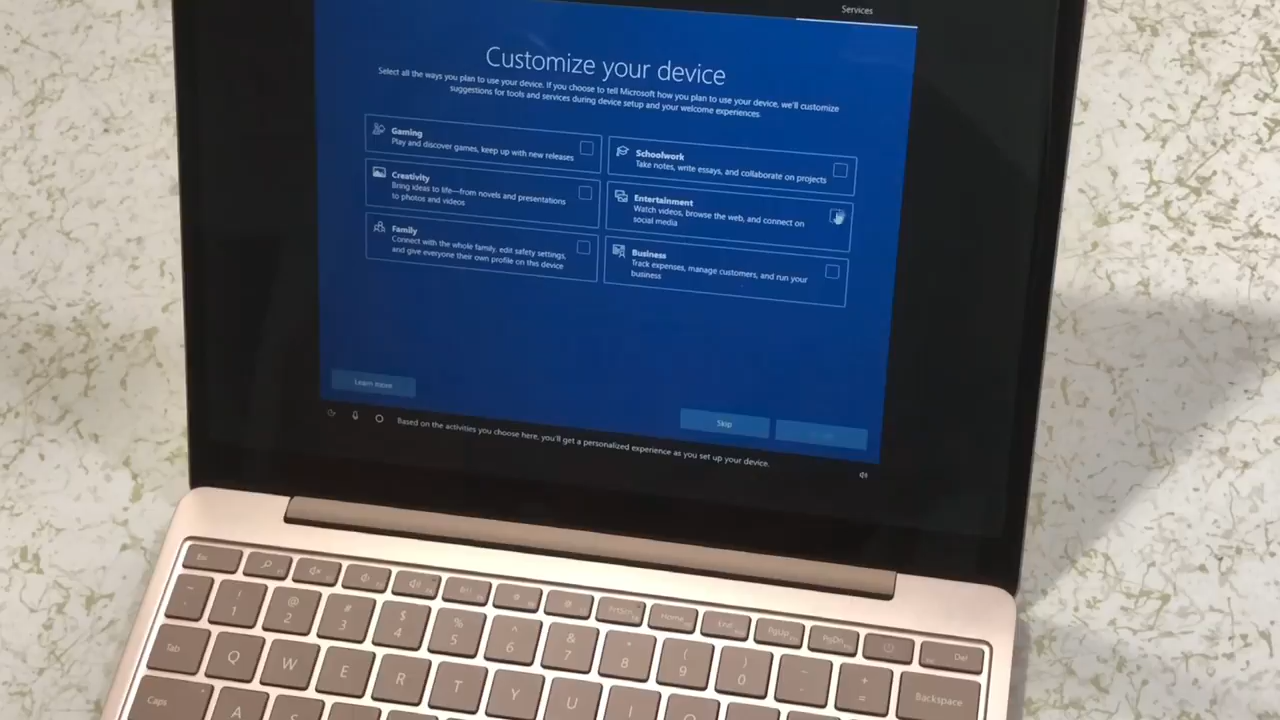 Services
Customize your device
Select all the ways you plan to use your device. If you choose to tell Microsoft how you plan to use your device, we'll customize
suggestions for tools and services during device setup and your welcome experiences.
Gaming
Play and discover games, keep up with new releases
Schoolwork
Take notes, write essays, and collaborate on projects
Creativity
Bring ideas to life—from novels and presentations
to photos and videos
Entertainment
Watch videos, browse the web, and connect on
social media
Family
Connect with the whole family, edit safety settings,
and give everyone their own profile on this device
Business
Track expenses, manage customers, and run your
business
Learn more
Skip
Based on the activities you choose here, you'll get a personalized experience as you set up your device.
Esc
PrtScn Home End PgUp PgDn Del
~ ! @ # $ % ^ & * ( ) _ +
1 2 3 4 5 6 7 8 9 0 - =
Backspace
Tab Q W E R T Y U I O
Caps A S